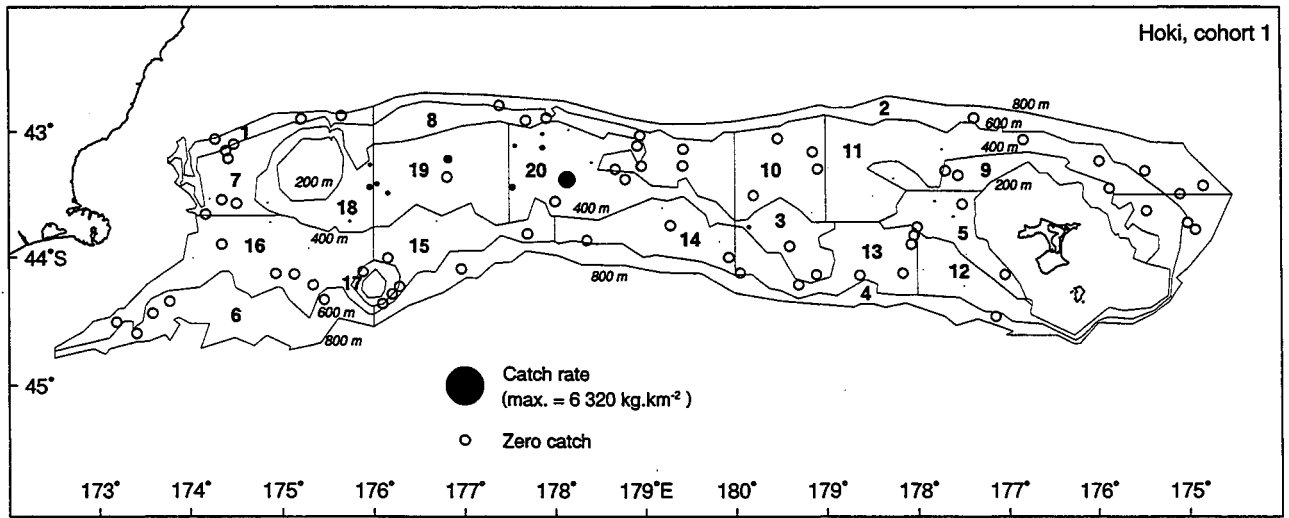 Hoki, cohort 1
43°
44°S
45°
1
8
2
800 m
600 m
400 m
11
10
19
20
7
200 m
9
200 m
18
400 m
3
400 m
16
15
14
13
5
12
17
6
600 m
800 m
800 m
4
Catch rate
(max. = 6 320 kg.km-2 )
Zero catch
173° 174° 175° 176° 177° 178° 179°E 180° 179° 178° 177° 176° 175°